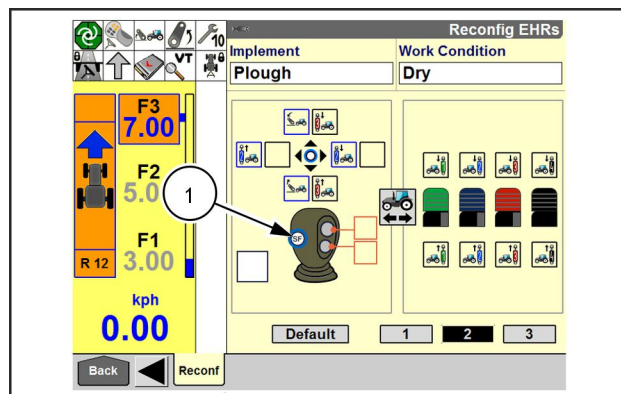 10
VT
Reconfig EHRs
Implement
Work Condition
Plough
Dry
F3
7.00
F2
5.0
1
F1
3.00
R 12
SF
kph
0.00
Default
1
2
3
Back
Reconf